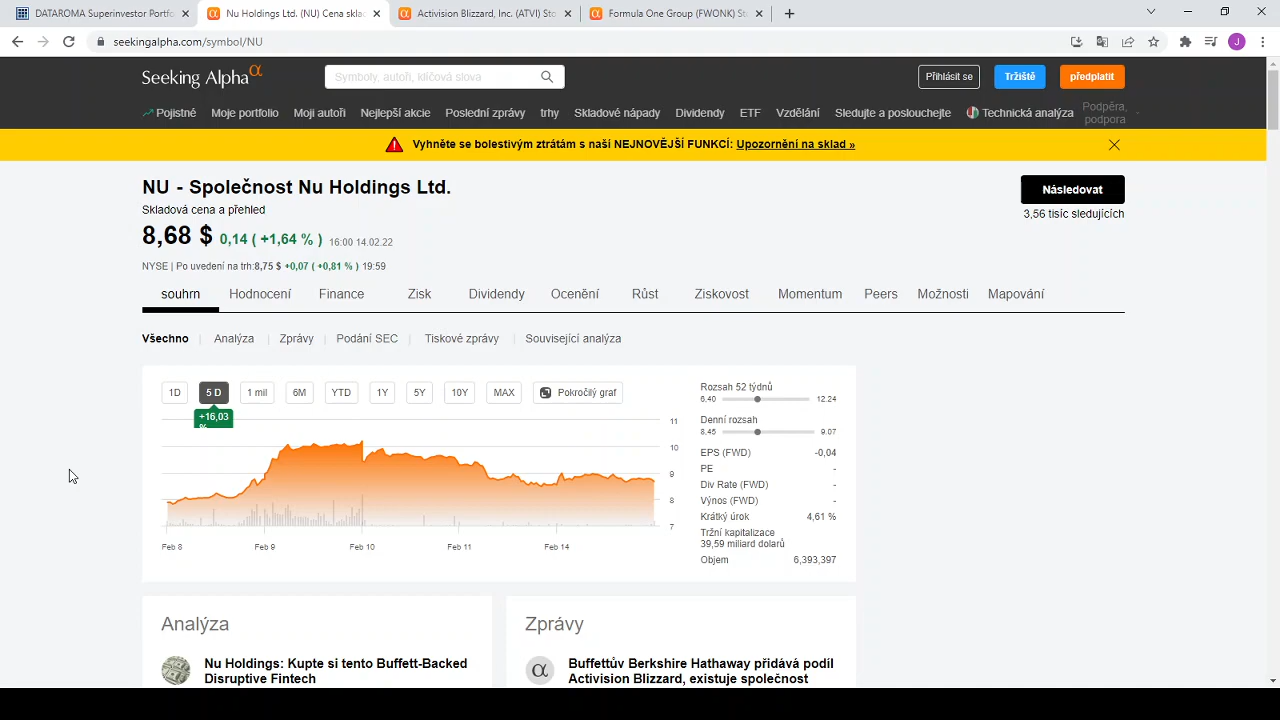 DATAROMA Superinvestor Portfo
Nu Holdings Ltd. (NU) Cena sklad
Activision Blizzard, Inc. (ATVI) Sto
Formula One Group (FWONK) St
seekingalpha.com/symbol/NU
J
Seeking Alpha α
Symboly, autoři, klíčová slova
Přihlásit se
Tržiště
předplatit
Pojistné
Moje portfolio
Moji autoři
Nejlepší akcie
Poslední zprávy
trhy
Skladové nápady
Dividendy
ETF
Vzdělání
Sledujte a poslouchejte
Technická analýza
Podpěra,
podpora
Vyhněte se bolestivým ztrátám s naší NEJNOVĚJŠÍ FUNKCÍ: Upozornění na sklad »
NU - Společnost Nu Holdings Ltd.
Následovat
Skladová cena a přehled
3,56 tisíc sledujících
8,68 $ 0,14 ( +1,64 % ) 16:00 14.02.22
NYSE | Po uvedení na trh:8,75 $ +0,07 ( +0,81 % ) 19:59
souhrn
Hodnocení
Finance
Zisk
Dividendy
Ocenění
Růst
Ziskovost
Momentum
Peers
Možnosti
Mapování
Všechno
Analýza
Zprávy
Podání SEC
Tiskové zprávy
Související analýza
1D
5 D
1 mil
6M
YTD
1Y
5Y
10Y
MAX
Pokročilý graf
+16,03
%
11
10
9
8
7
Feb 8
Feb 9
Feb 10
Feb 11
Feb 14
Rozsah 52 týdnů
6.40 12.24
Denní rozsah
8.45 9.07
EPS (FWD) -0,04
PE -
Div Rate (FWD) -
Výnos (FWD) -
Krátký úrok 4,61 %
Tržní kapitalizace
39,59 miliard dolarů
Objem 6,393,397
Analýza
Nu Holdings: Kupte si tento Buffett-Backed
Disruptive Fintech
Zprávy
α
Buffettův Berkshire Hathaway přidává podíl
Activision Blizzard, existuje společnost